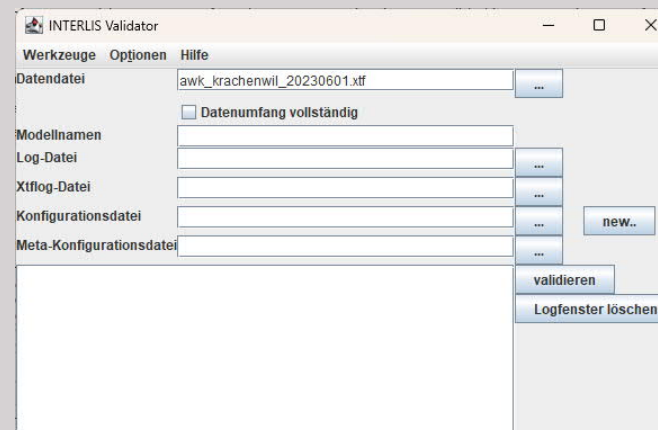 INTERLIS Validator
Werkzeuge Optionen Hilfe
Datendatei awk_krachenwil_20230601.xtf ...
Datenumfang vollständig
Modellnamen
Log-Datei ...
Xtflog-Datei ...
Konfigurationsdatei ... new..
Meta-Konfigurationsdatei ...
validieren
Logfenster löschen